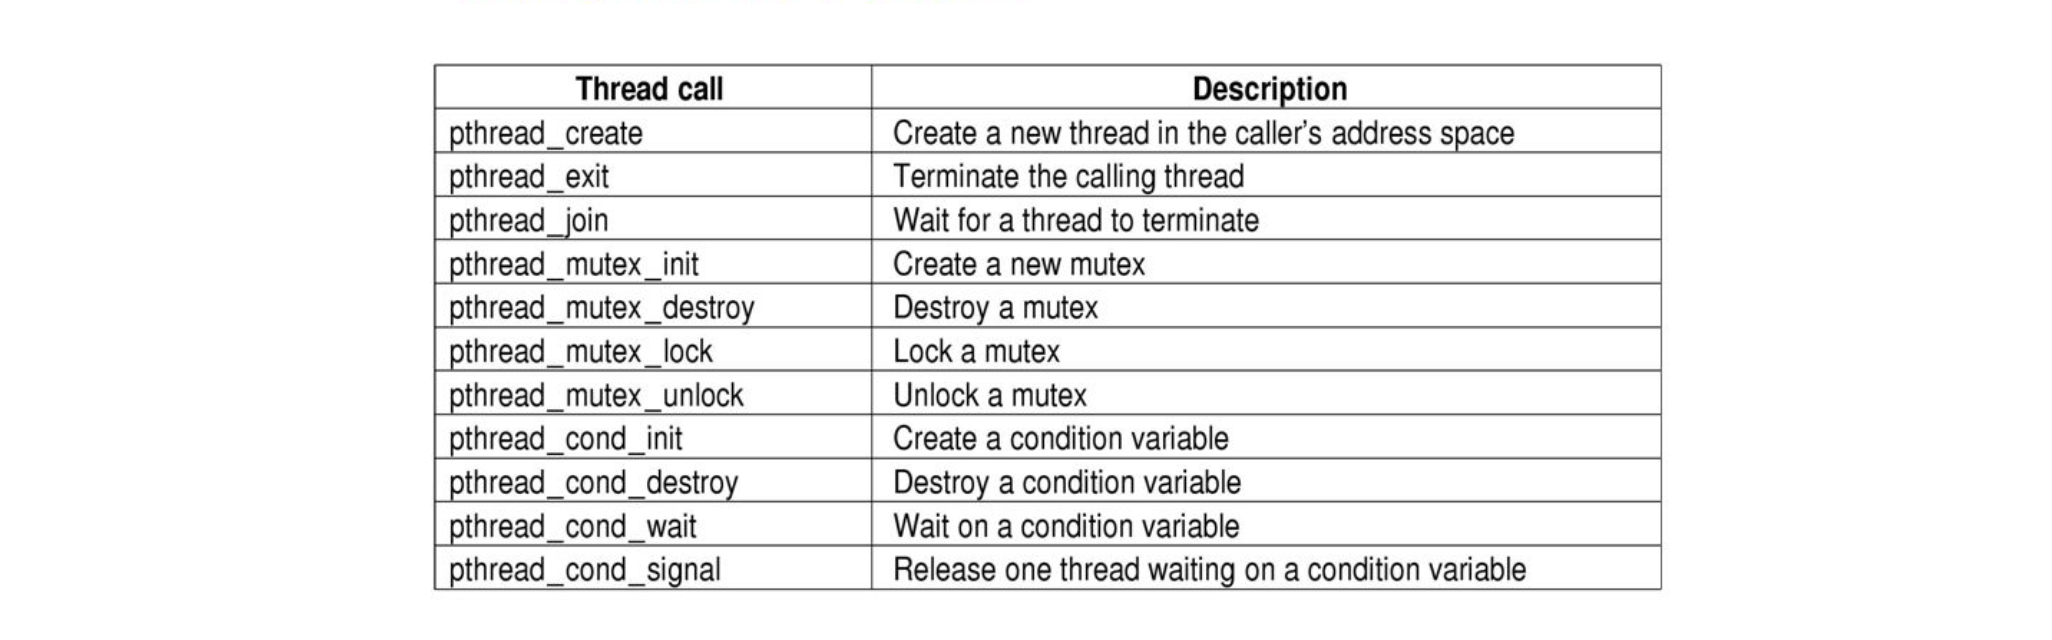 Thread call Description
pthread_create Create a new thread in the caller's address space
pthread_exit Terminate the calling thread
pthread_join Wait for a thread to terminate
pthread_mutex_init Create a new mutex
pthread_mutex_destroy Destroy a mutex
pthread_mutex_lock Lock a mutex
pthread_mutex_unlock Unlock a mutex
pthread_cond_init Create a condition variable
pthread_cond_destroy Destroy a condition variable
pthread_cond_wait Wait on a condition variable
pthread_cond_signal Release one thread waiting on a condition variable